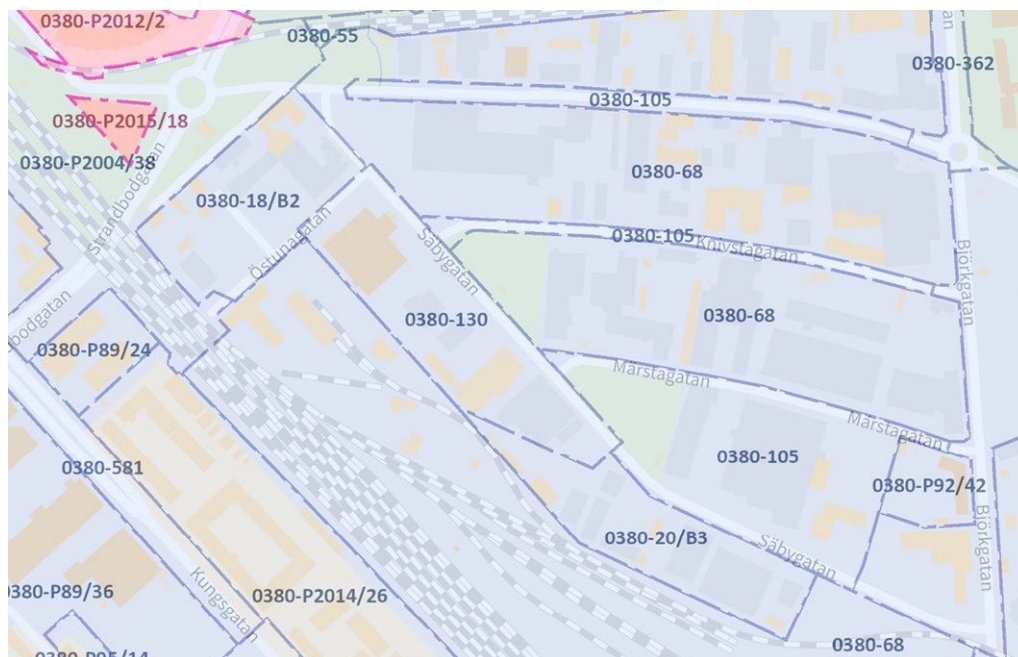 0380-P2012/2
0380-55
0380-362
0380-105
0380-P2015/18
0380-P2004/38
0380-68
0380-18/B2
Strandbodgatan
Östunagatan
Säbygatan
0380-105
Knivstagatan
Björkgatan
bodgatan
0380-130
0380-68
0380-P89/24
Märstagatan
Märstagatan
0380-581
0380-105
0380-P92/42
Björkgatan
0380-20/B3
Säbygatan
0380-P89/36
Kungsgatan
0380-P2014/26
0380-68